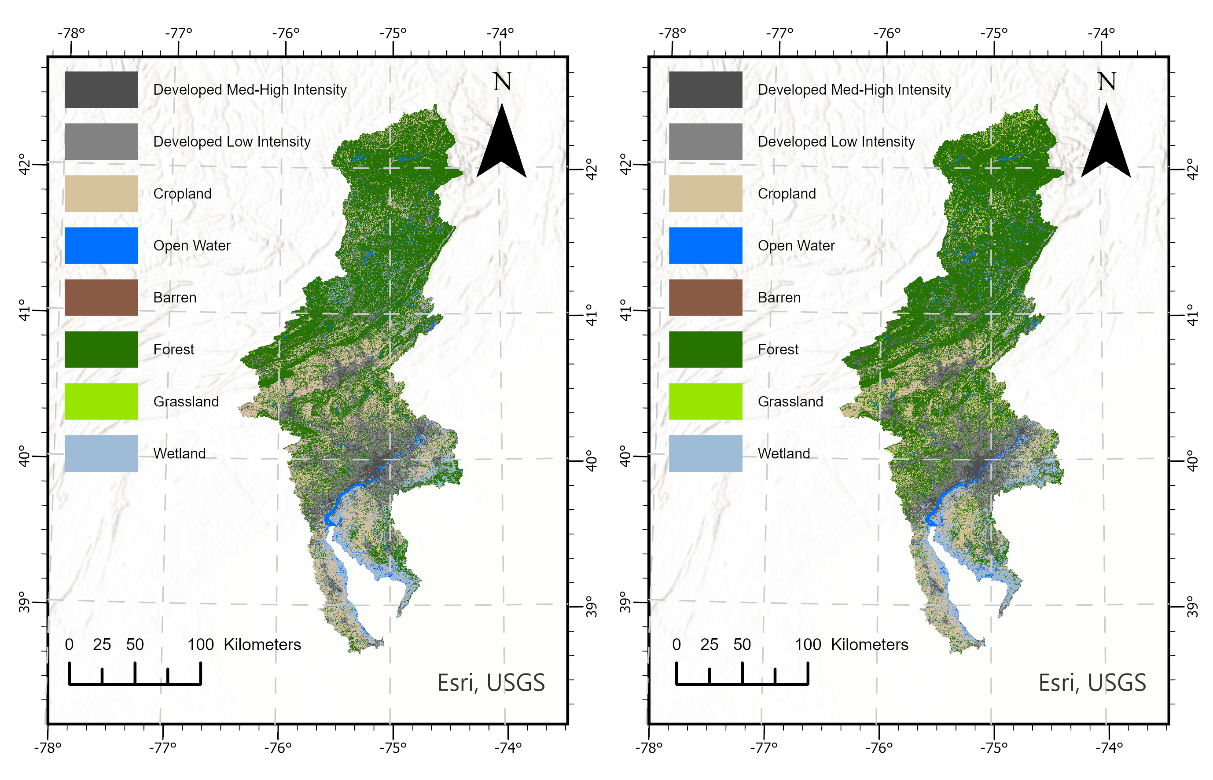 -78° -77° -76° -75° -74°
N
Developed Med-High Intensity
Developed Low Intensity
Cropland
Open Water
Barren
Forest
Grassland
Wetland
42° 42°
41° 41°
40° 40°
39° 39°
0 25 50 100 Kilometers
Esri, USGS
-78° -77° -76° -75° -74°
-78° -77° -76° -75° -74°
N
Developed Med-High Intensity
Developed Low Intensity
Cropland
Open Water
Barren
Forest
Grassland
Wetland
42° 42°
41° 41°
40° 40°
39° 39°
0 25 50 100 Kilometers
Esri, USGS
-78° -77° -76° -75° -74°